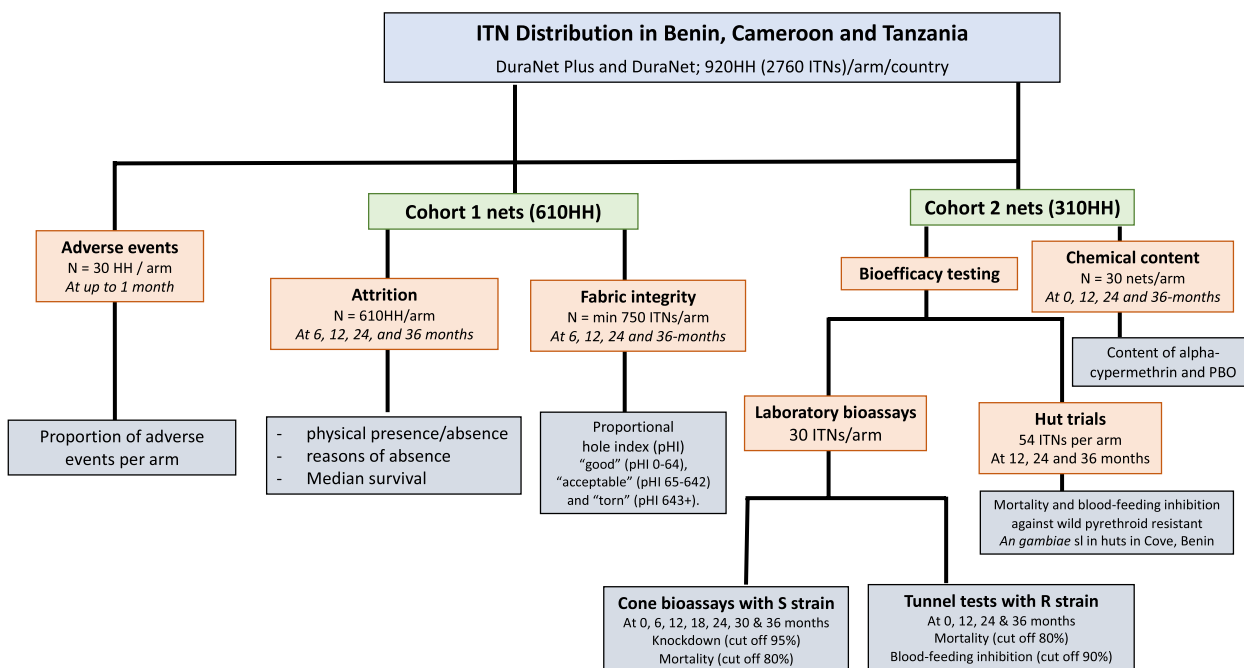 ITN Distribution in Benin, Cameroon and Tanzania
DuraNet Plus and DuraNet; 920HH (2760 ITNs)/arm/country
Adverse events
N = 30 HH / arm
At up to 1 month
Proportion of adverse
events per arm
Cohort 1 nets (610HH)
Attrition
N = 610HH/arm
At 6, 12, 24, and 36 months
- physical presence/absence
- reasons of absence
- Median survival
Fabric integrity
N = min 750 ITNs/arm
At 6, 12, 24 and 36-months
Proportional
hole index (pHI)
“good” (pHI 0-64),
“acceptable” (pHI 65-642)
and “torn” (pHI 643+).
Cohort 2 nets (310HH)
Bioefficacy testing
Chemical content
N = 30 nets/arm
At 0, 12, 24 and 36-months
Content of alpha-
cypermethrin and PBO
Laboratory bioassays
30 ITNs/arm
Hut trials
54 ITNs per arm
At 12, 24 and 36 months
Mortality and blood-feeding inhibition
against wild pyrethroid resistant
An gambiae sl in huts in Cove, Benin
Cone bioassays with S strain
At 0, 6, 12, 18, 24, 30 & 36 months
Knockdown (cut off 95%)
Mortality (cut off 80%)
Tunnel tests with R strain
At 0, 12, 24 & 36 months
Mortality (cut off 80%)
Blood-feeding inhibition (cut off 90%)